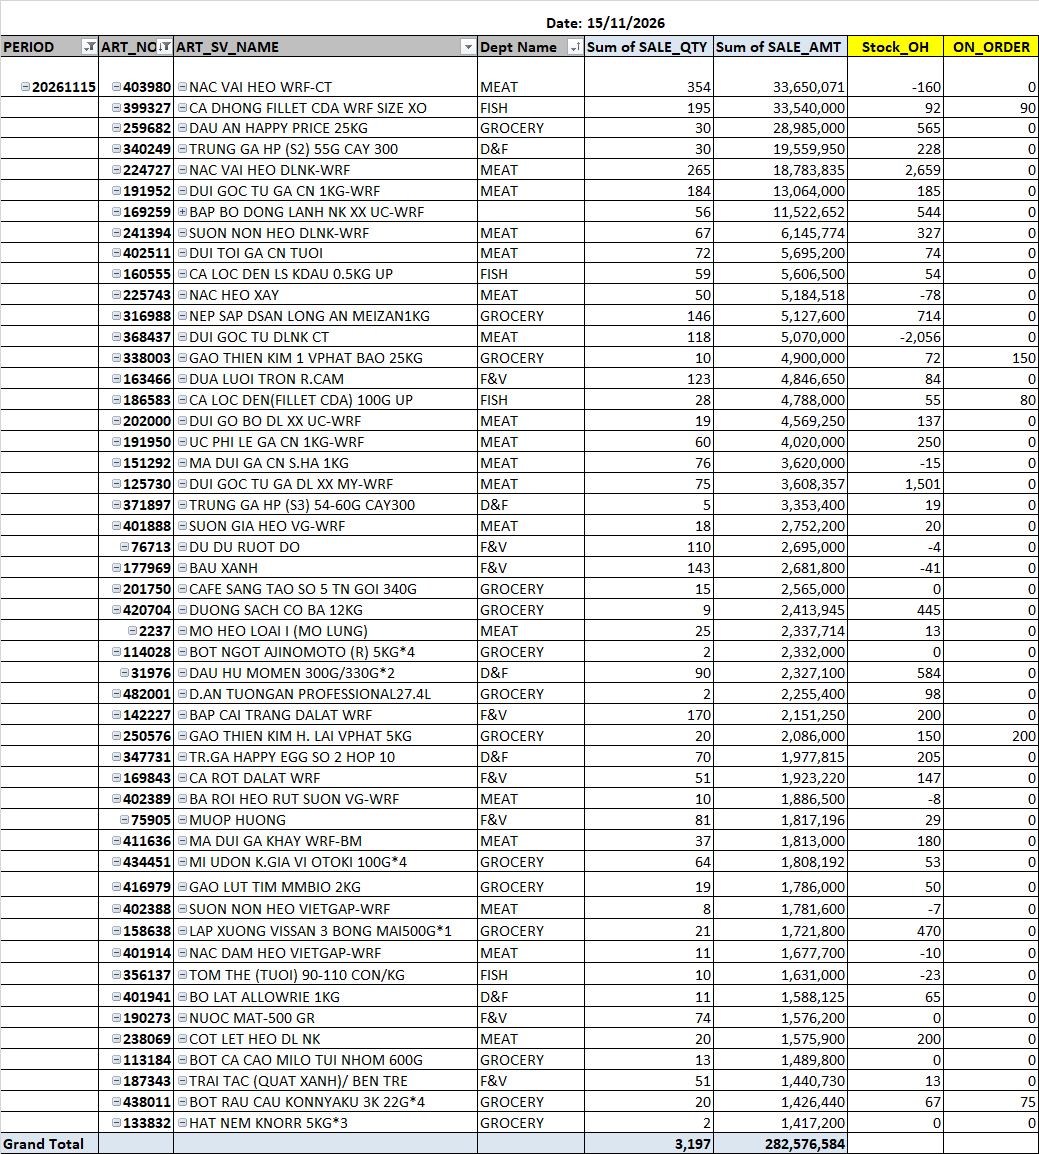 Date: 15/11/2026
PERIOD ART_NO ART_SV_NAME Dept Name Sum of SALE_QTY Sum of SALE_AMT Stock_OH ON_ORDER
20261115 403980 NAC VAI HEO WRF-CT MEAT 354 33,650,071 -160 0
399327 CA DHONG FILLET CDA WRF SIZE XO FISH 195 33,540,000 92 90
259682 DAU AN HAPPY PRICE 25KG GROCERY 30 28,985,000 565 0
340249 TRUNG GA HP (S2) 55G CAY 300 D&F 30 19,559,950 228 0
224727 NAC VAI HEO DLNK-WRF MEAT 265 18,783,835 2,659 0
191952 DUI GOC TU GA CN 1KG-WRF MEAT 184 13,064,000 185 0
169259 BAP BO DONG LANH NK XX UC-WRF 56 11,522,652 544 0
241394 SUON NON HEO DLNK-WRF MEAT 67 6,145,774 327 0
402511 DUI TOI GA CN TUOI MEAT 72 5,695,200 74 0
160555 CA LOC DEN LS KDAU 0.5KG UP FISH 59 5,606,500 54 0
225743 NAC HEO XAY MEAT 50 5,184,518 -78 0
316988 NEP SAP DSAN LONG AN MEIZAN1KG GROCERY 146 5,127,600 714 0
368437 DUI GOC TU DLNK CT MEAT 118 5,070,000 -2,056 0
338003 GAO THIEN KIM 1 VPHAT BAO 25KG GROCERY 10 4,900,000 72 150
163466 DUA LUOI TRON R.CAM F&V 123 4,846,650 84 0
186583 CA LOC DEN(FILLET CDA) 100G UP FISH 28 4,788,000 55 80
202000 DUI GO BO DL XX UC-WRF MEAT 19 4,569,250 137 0
191950 UC PHI LE GA CN 1KG-WRF MEAT 60 4,020,000 250 0
151292 MA DUI GA CN S.HA 1KG MEAT 76 3,620,000 -15 0
125730 DUI GOC TU GA DL XX MY-WRF MEAT 75 3,608,357 1,501 0
371897 TRUNG GA HP (S3) 54-60G CAY300 D&F 5 3,353,400 19 0
401888 SUON GIA HEO VG-WRF MEAT 18 2,752,200 20 0
76713 DU DU RUOT DO F&V 110 2,695,000 -4 0
177969 BAU XANH F&V 143 2,681,800 -41 0
201750 CAFE SANG TAO SO 5 TN GOI 340G GROCERY 15 2,565,000 0 0
420704 DUONG SACH CO BA 12KG GROCERY 9 2,413,945 445 0
2237 MO HEO LOAI I (MO LUNG) MEAT 25 2,337,714 13 0
114028 BOT NGOT AJINOMOTO (R) 5KG*4 GROCERY 2 2,332,000 0 0
31976 DAU HU MOMEN 300G/330G*2 D&F 90 2,327,100 584 0
482001 D.AN TUONGAN PROFESSIONAL27.4L GROCERY 2 2,255,400 98 0
142227 BAP CAI TRANG DALAT WRF F&V 170 2,151,250 200 0
250576 GAO THIEN KIM H. LAI VPHAT 5KG GROCERY 20 2,086,000 150 200
347731 TR.GA HAPPY EGG SO 2 HOP 10 D&F 70 1,977,815 205 0
169843 CA ROT DALAT WRF F&V 51 1,923,220 147 0
402389 BA ROI HEO RUT SUON VG-WRF MEAT 10 1,886,500 -8 0
75905 MUOP HUONG F&V 81 1,817,196 29 0
411636 MA DUI GA KHAY WRF-BM MEAT 37 1,813,000 180 0
434451 MI UDON K.GIA VI OTOKI 100G*4 GROCERY 64 1,808,192 53 0
416979 GAO LUT TIM MMBIO 2KG GROCERY 19 1,786,000 50 0
402388 SUON NON HEO VIETGAP-WRF MEAT 8 1,781,600 -7 0
158638 LAP XUONG VISSAN 3 BONG MAI500G*1 GROCERY 21 1,721,800 470 0
401914 NAC DAM HEO VIETGAP-WRF MEAT 11 1,677,700 -10 0
356137 TOM THE (TUOI) 90-110 CON/KG FISH 10 1,631,000 -23 0
401941 BO LAT ALLOWRIE 1KG D&F 11 1,588,125 65 0
190273 NUOC MAT-500 GR F&V 74 1,576,200 0 0
238069 COT LET HEO DL NK MEAT 20 1,575,900 200 0
113184 BOT CA CAO MILO TUI NHOM 600G GROCERY 13 1,489,800 0 0
187343 TRAI TAC (QUAT XANH)/ BEN TRE F&V 51 1,440,730 13 0
438011 BOT RAU CAU KONNYAKU 3K 22G*4 GROCERY 20 1,426,440 67 75
133832 HAT NEM KNORR 5KG*3 GROCERY 2 1,417,200 0 0
Grand Total 3,197 282,576,584